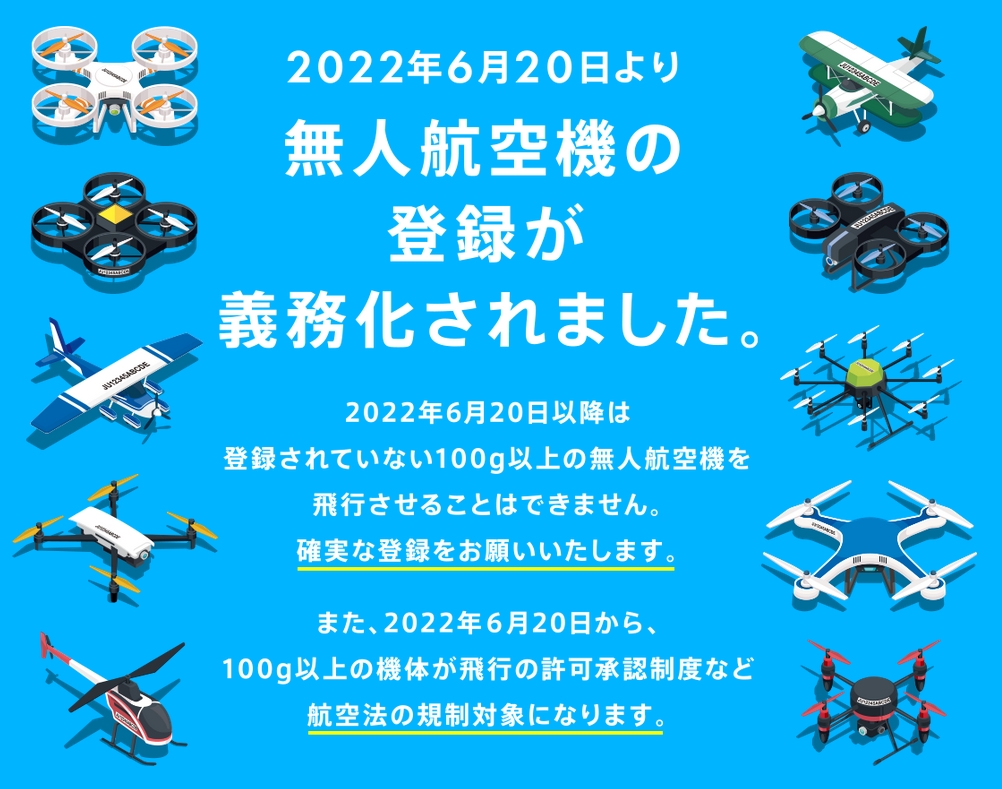 2022年6月20日より
無人航空機の
登録が
義務化されました。
2022年6月20日以降は
登録されていない100g以上の無人航空機を
飛行させることはできません。
確実な登録をお願いいたします。
また、2022年6月20日から、
100g以上の機体が飛行の許可承認制度など
航空法の規制対象になります。
JU12345ABCDE
JU12345ABCDE
JU12345ABCDE